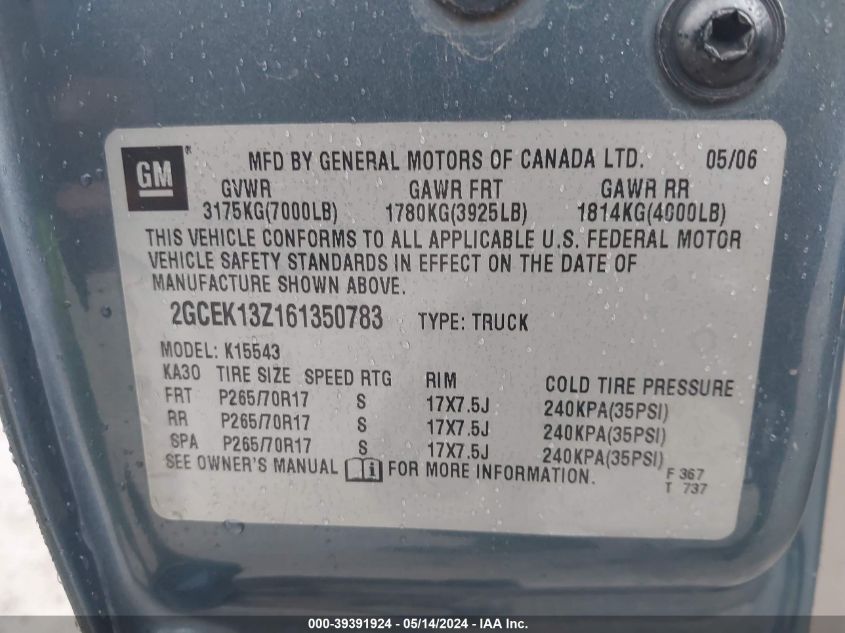 GM
MFD BY GENERAL MOTORS OF CANADA LTD. 05/06
GVWR GAWR FRT GAWR RR
3175KG(7000LB) 1780KG(3925LB) 1814KG(4000LB)
THIS VEHICLE CONFORMS TO ALL APPLICABLE U.S. FEDERAL MOTOR
VEHICLE SAFETY STANDARDS IN EFFECT ON THE DATE OF
MANUFACTURE SHOWN ABOVE.
2GCEK13Z161350783 TYPE: TRUCK
MODEL: K15543
KA30 TIRE SIZE SPEED RTG RIM COLD TIRE PRESSURE
FRT P265/70R17 S 17X7.5J 240KPA(35PSI)
RR P265/70R17 S 17X7.5J 240KPA(35PSI)
SPA P265/70R17 S 17X7.5J 240KPA(35PSI)
SEE OWNER'S MANUAL FOR MORE INFORMATION.
F 367
T 737
000-39391924 - 05/14/2024 - IAA Inc.